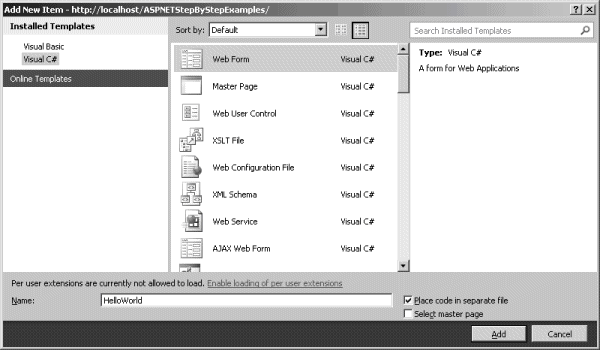 Add New Item - http://localhost/ASPNETStepByStepExamples/
Installed Templates
Visual Basic
Visual C#
Online Templates
Sort by: Default
Search Installed Templates
Web Form Visual C#
Master Page Visual C#
Web User Control Visual C#
XSLT File Visual C#
Web Configuration File Visual C#
XML Schema Visual C#
Web Service Visual C#
AJAX Web Form Visual C#
Type: Visual C#
A form for Web Applications
Per user extensions are currently not allowed to load. Enable loading of per user extensions
Name: HelloWorld
Place code in separate file
Select master page
Add Cancel